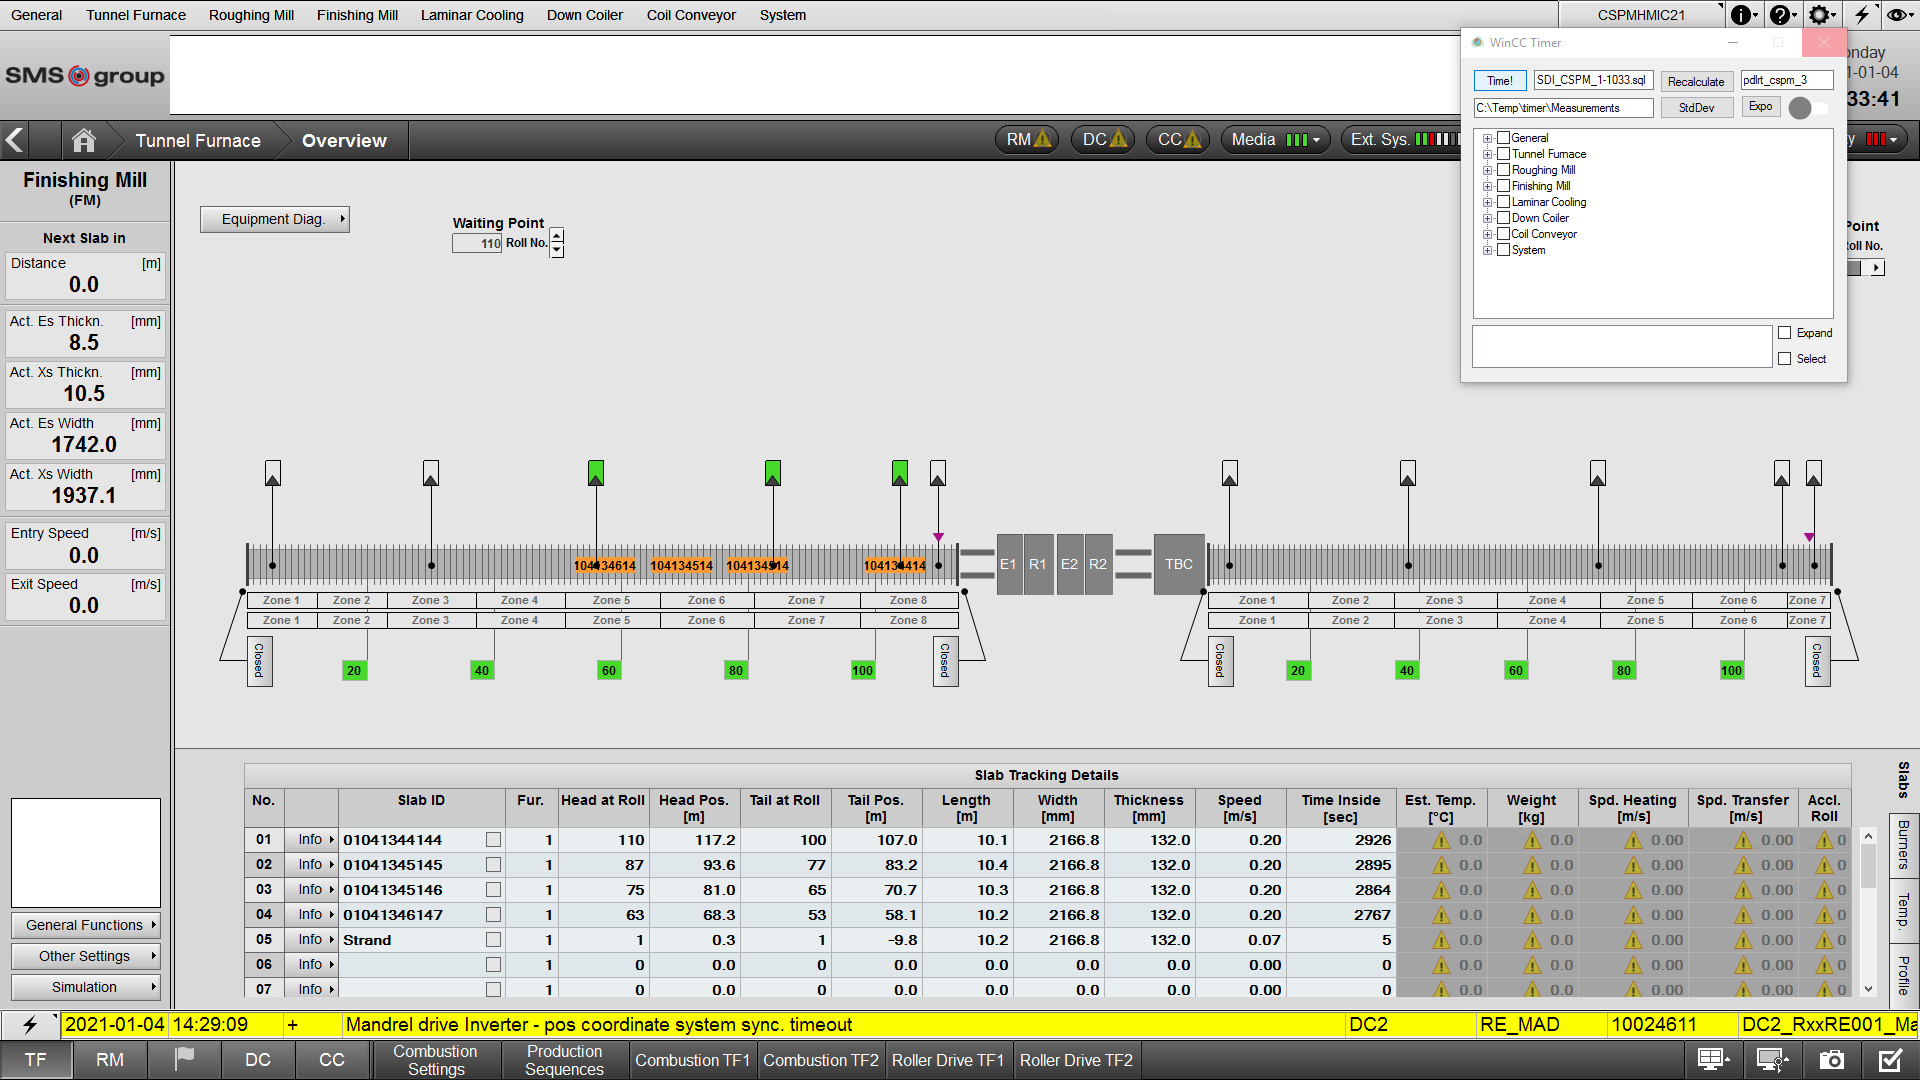 General Tunnel Furnace Roughing Mill Finishing Mill Laminar Cooling Down Coiler Coil Conveyor System CSPMHMIC21
SMS group
nday
1-01-04
33:41
WinCC Timer
Time! SDI_CSPM_1-1033.sql Recalculate pdlrt_cspm_3
C:\Temp\timer\Measurements StdDev Expo
General
Tunnel Furnace
Roughing Mill
Finishing Mill
Laminar Cooling
Down Coiler
Coil Conveyor
System
Expand
Select
Tunnel Furnace Overview RM DC CC Media Ext. Sys. y
Finishing Mill
(FM)
Next Slab in
Distance [m]
0.0
Act. Es Thickn. [mm]
8.5
Act. Xs Thickn. [mm]
10.5
Act. Es Width [mm]
1742.0
Act. Xs Width [mm]
1937.1
Entry Speed [m/s]
0.0
Exit Speed [m/s]
0.0
General Functions
Other Settings
Simulation
Equipment Diag.
Waiting Point
110 Roll No.
Point
Roll No.
104134614 104134514 104134514 104134414
E1 R1 E2 R2 TBC
Zone 1 Zone 2 Zone 3 Zone 4 Zone 5 Zone 6 Zone 7 Zone 8
Zone 1 Zone 2 Zone 3 Zone 4 Zone 5 Zone 6 Zone 7 Zone 8
Zone 1 Zone 2 Zone 3 Zone 4 Zone 5 Zone 6 Zone 7
Zone 1 Zone 2 Zone 3 Zone 4 Zone 5 Zone 6 Zone 7
Closed 20 40 60 80 100 Closed
Closed 20 40 60 80 100 Closed
Slab Tracking Details
No. Slab ID Fur. Head at Roll Head Pos. [m] Tail at Roll Tail Pos. [m] Length [m] Width [mm] Thickness [mm] Speed [m/s] Time Inside [sec] Est. Temp. [°C] Weight [kg] Spd. Heating [m/s] Spd. Transfer [m/s] Accl. Roll
01 Info 01041344144 1 110 117.2 100 107.0 10.1 2166.8 132.0 0.20 2926 0.0 0.0 0.00 0.00 0
02 Info 01041345145 1 87 93.6 77 83.2 10.4 2166.8 132.0 0.20 2895 0.0 0.0 0.00 0.00 0
03 Info 01041345146 1 75 81.0 65 70.7 10.3 2166.8 132.0 0.20 2864 0.0 0.0 0.00 0.00 0
04 Info 01041346147 1 63 68.3 53 58.1 10.2 2166.8 132.0 0.20 2767 0.0 0.0 0.00 0.00 0
05 Info Strand 1 1 0.3 1 -9.8 10.2 2166.8 132.0 0.07 5 0.0 0.0 0.00 0.00 0
06 Info 1 0 0.0 0 0.0 0.0 0.0 0.0 0.00 0 0.0 0.0 0.00 0.00 0
07 Info 1 0 0.0 0 0.0 0.0 0.0 0.0 0.00 0 0.0 0.0 0.00 0.00 0
Slabs
Burners
Temp.
Profile
2021-01-04 14:29:09 + Mandrel drive Inverter - pos coordinate system sync. timeout DC2 RE_MAD 10024611 DC2_RxxRE001_Ma
TF RM DC CC Combustion Settings Production Sequences Combustion TF1 Combustion TF2 Roller Drive TF1 Roller Drive TF2